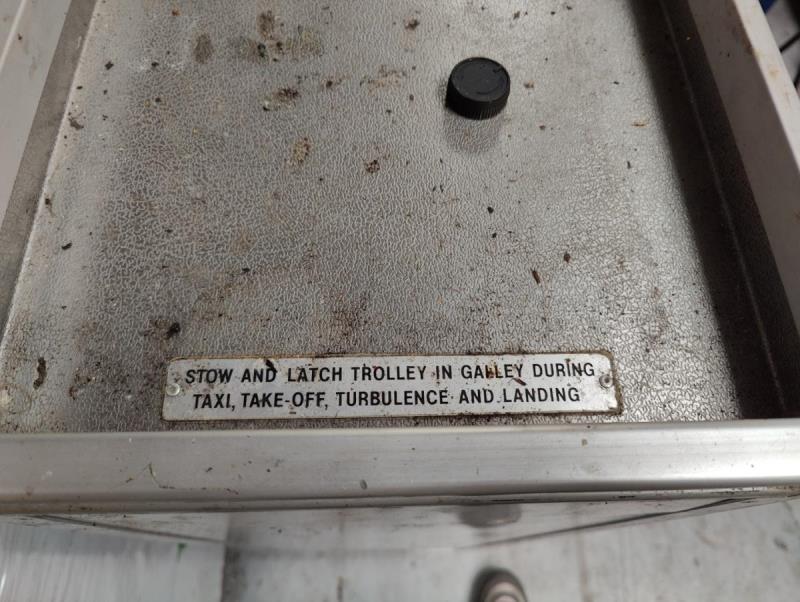 STOW AND LATCH TROLLEY IN GALLEY DURING
TAXI, TAKE-OFF, TURBULENCE AND LANDING